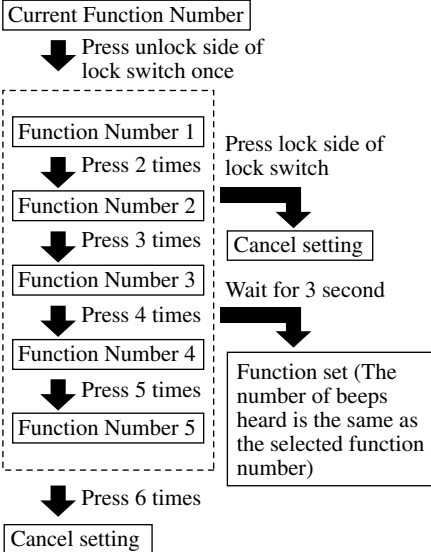 Current Function Number
Press unlock side of
lock switch once
Function Number 1
Press 2 times
Function Number 2
Press 3 times
Function Number 3
Press 4 times
Function Number 4
Press 5 times
Function Number 5
Press lock side of
lock switch
Cancel setting
Wait for 3 second
Function set (The
number of beeps
heard is the same as
the selected function
number)
Press 6 times
Cancel setting